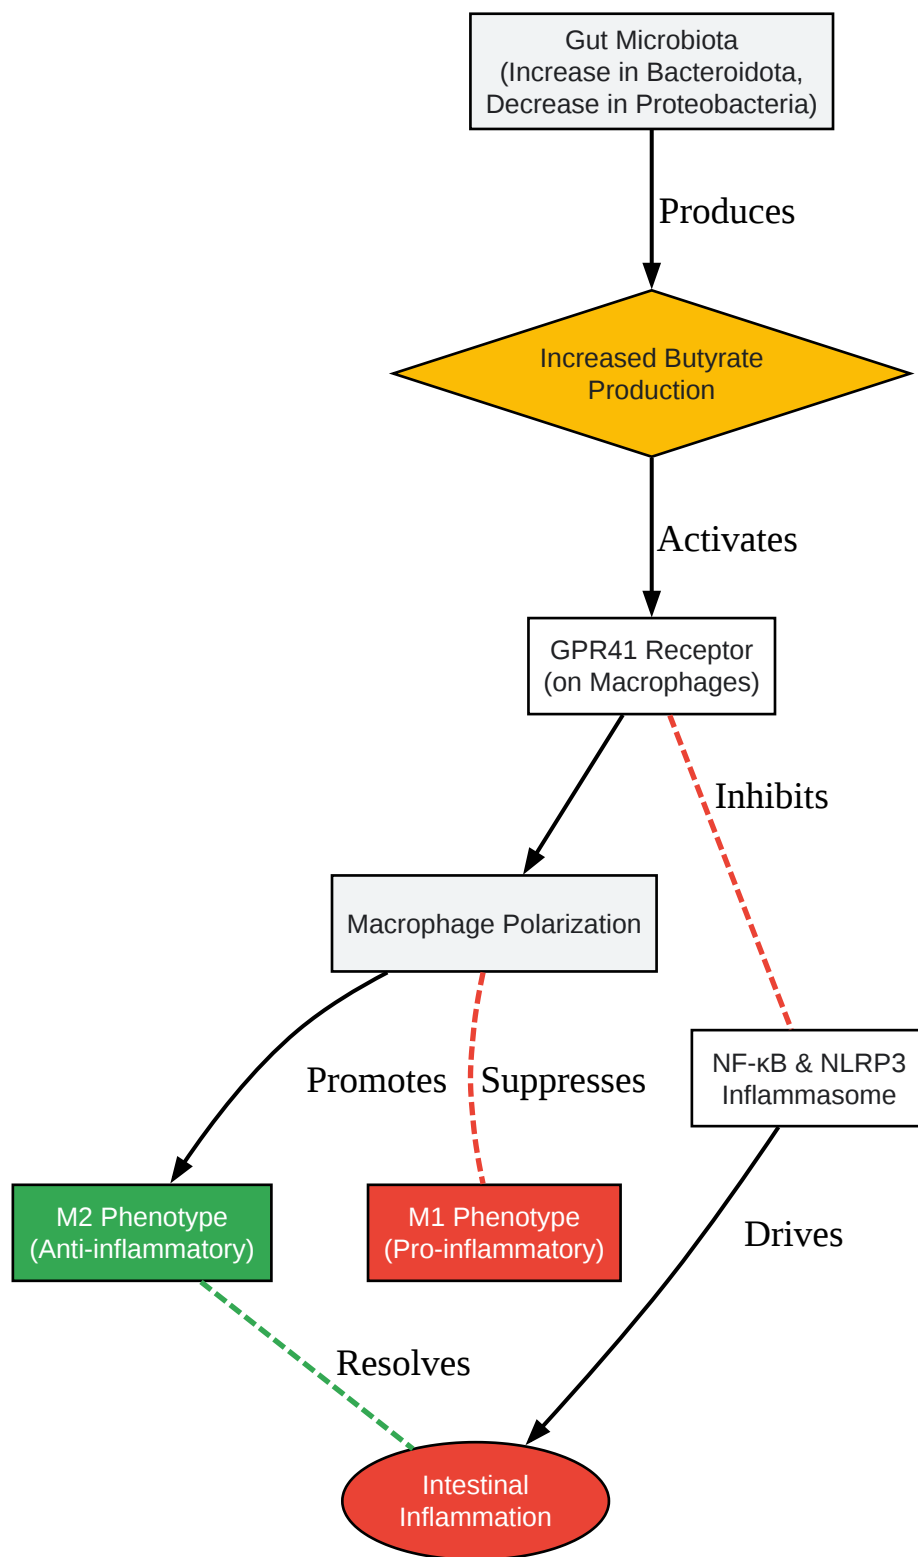 Gut Microbiota
(Increase in Bacteroidota,
Decrease in Proteobacteria)
Produces
Increased Butyrate
Production
Activates
GPR41 Receptor
(on Macrophages)
Inhibits
Macrophage Polarization
NF-κB & NLRP3
Inflammasome
Promotes
Suppresses
M2 Phenotype
(Anti-inflammatory)
M1 Phenotype
(Pro-inflammatory)
Drives
Resolves
Intestinal
Inflammation